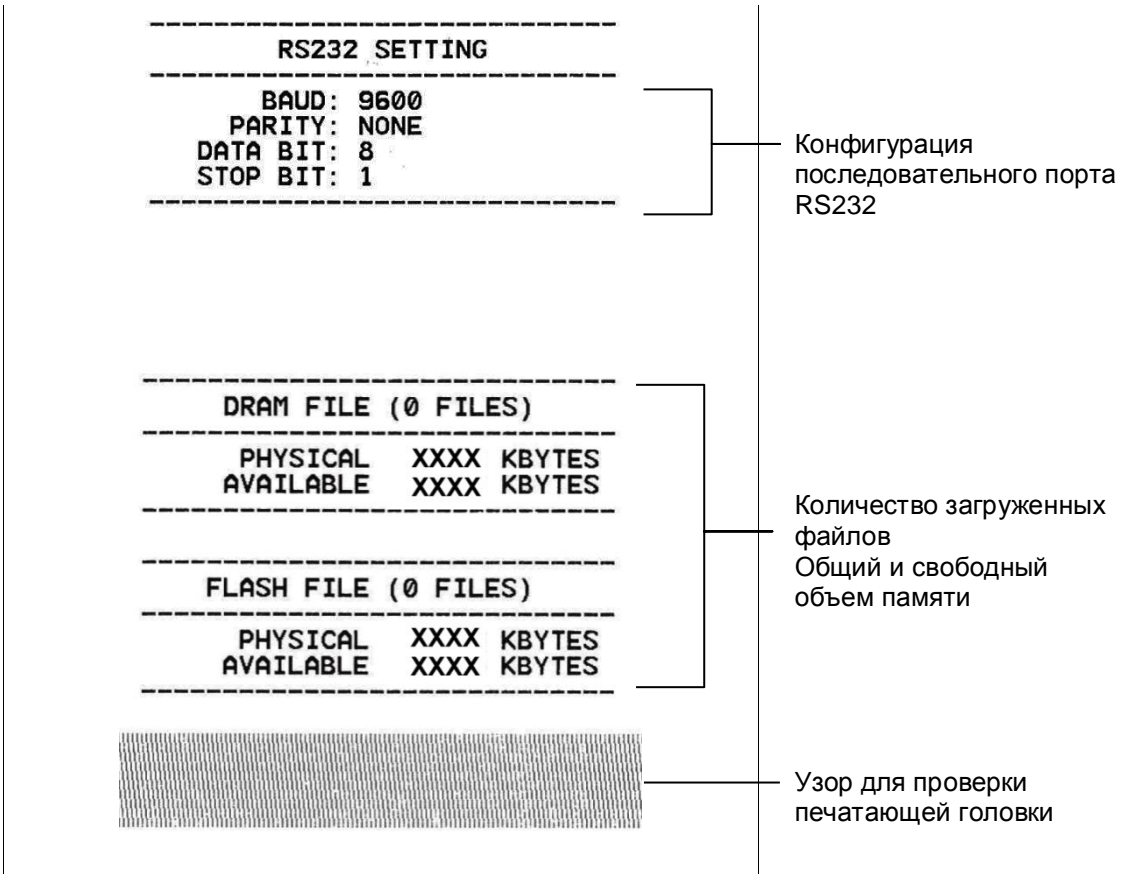 RS232 SETTING
BAUD: 9600
PARITY: NONE
DATA BIT: 8
STOP BIT: 1
Конфигурация
последовательного порта
RS232
DRAM FILE (0 FILES)
PHYSICAL XXXX KBYTES
AVAILABLE XXXX KBYTES
FLASH FILE (0 FILES)
PHYSICAL XXXX KBYTES
AVAILABLE XXXX KBYTES
Количество загруженных
файлов
Общий и свободный
объем памяти
Узор для проверки
печатающей головки